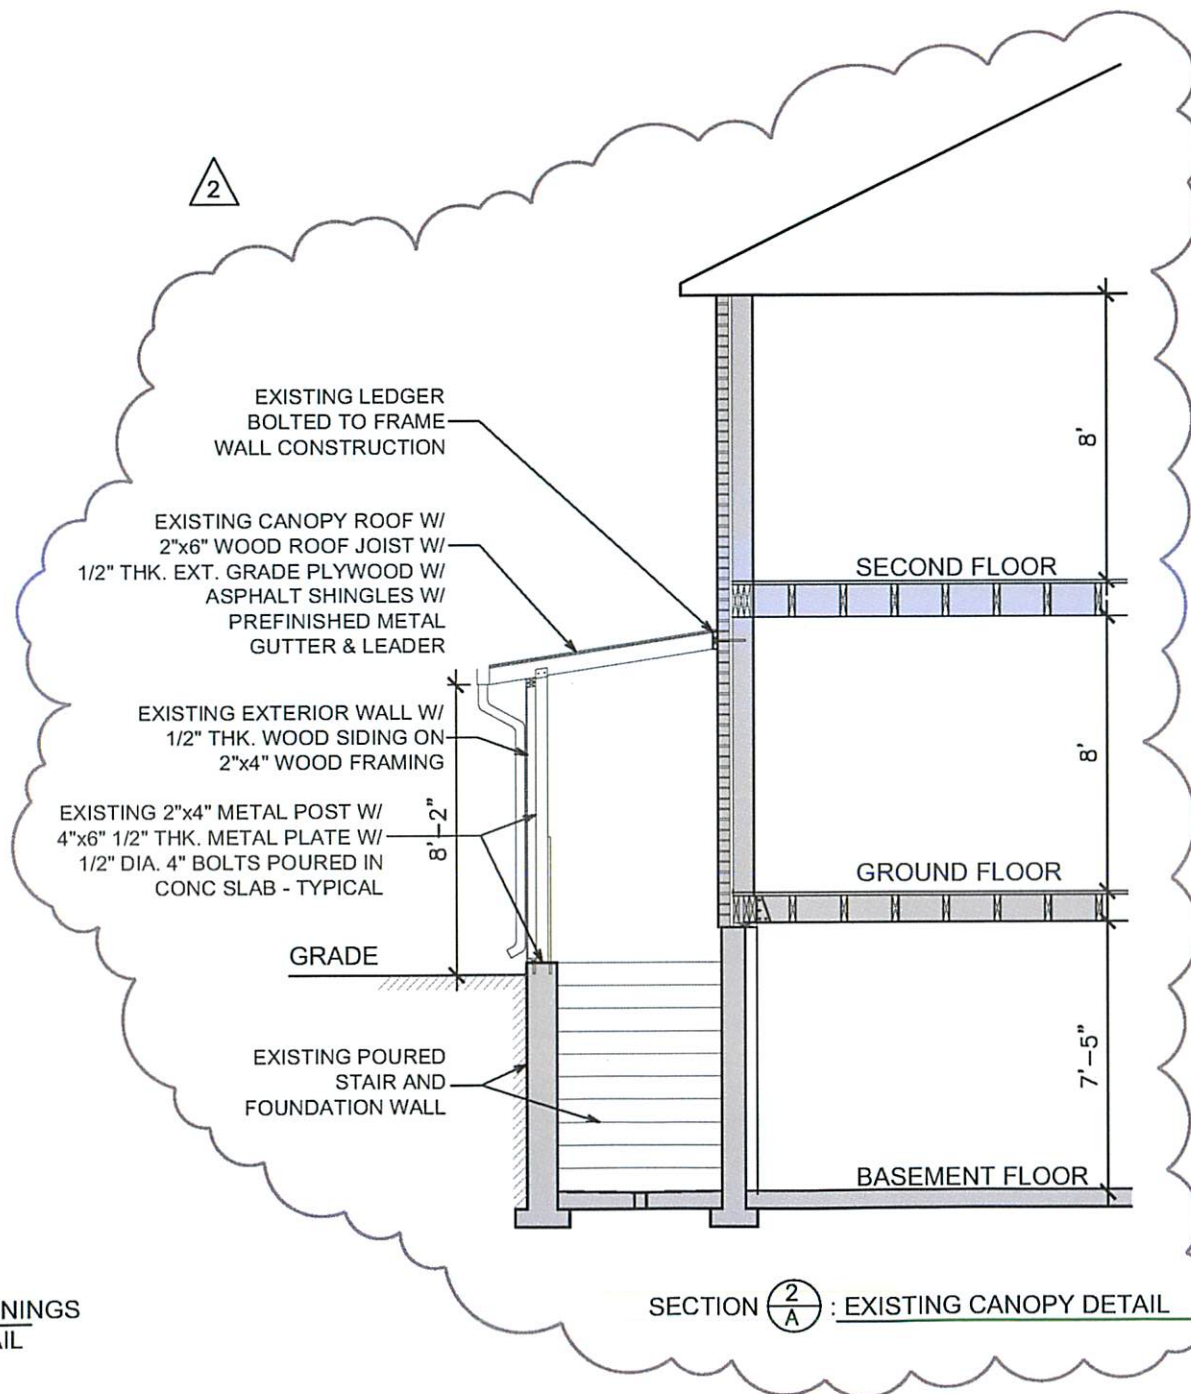 2
EXISTING LEDGER
BOLTED TO FRAME
WALL CONSTRUCTION
8'
EXISTING CANOPY ROOF W/
2"x6" WOOD ROOF JOIST W/
1/2" THK. EXT. GRADE PLYWOOD W/
ASPHALT SHINGLES W/
PREFINISHED METAL
GUTTER & LEADER
SECOND FLOOR
EXISTING EXTERIOR WALL W/
1/2" THK. WOOD SIDING ON
2"x4" WOOD FRAMING
8'
EXISTING 2"x4" METAL POST W/
4"x6" 1/2" THK. METAL PLATE W/
1/2" DIA. 4" BOLTS POURED IN
CONC SLAB - TYPICAL
8'-2"
GROUND FLOOR
GRADE
EXISTING POURED
STAIR AND
FOUNDATION WALL
7'-5"
BASEMENT FLOOR
NINGS
SECTION 2 A : EXISTING CANOPY DETAIL